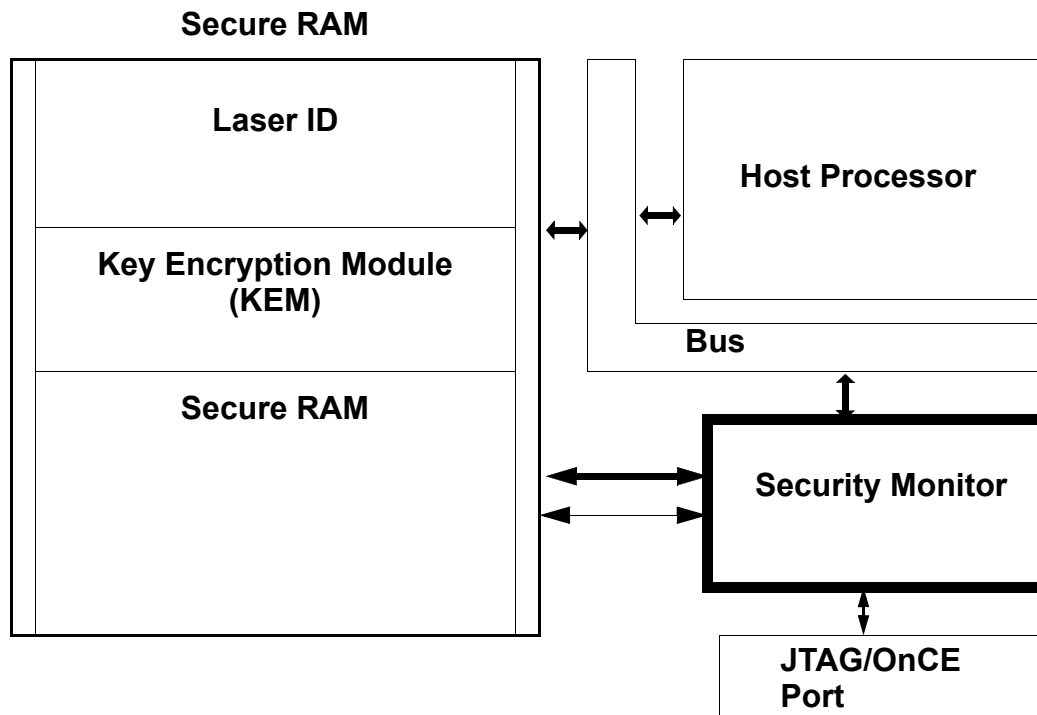 Secure RAM
Laser ID
Host Processor
Key Encryption Module
(KEM)
Bus
Secure RAM
Security Monitor
JTAG/OnCE
Port